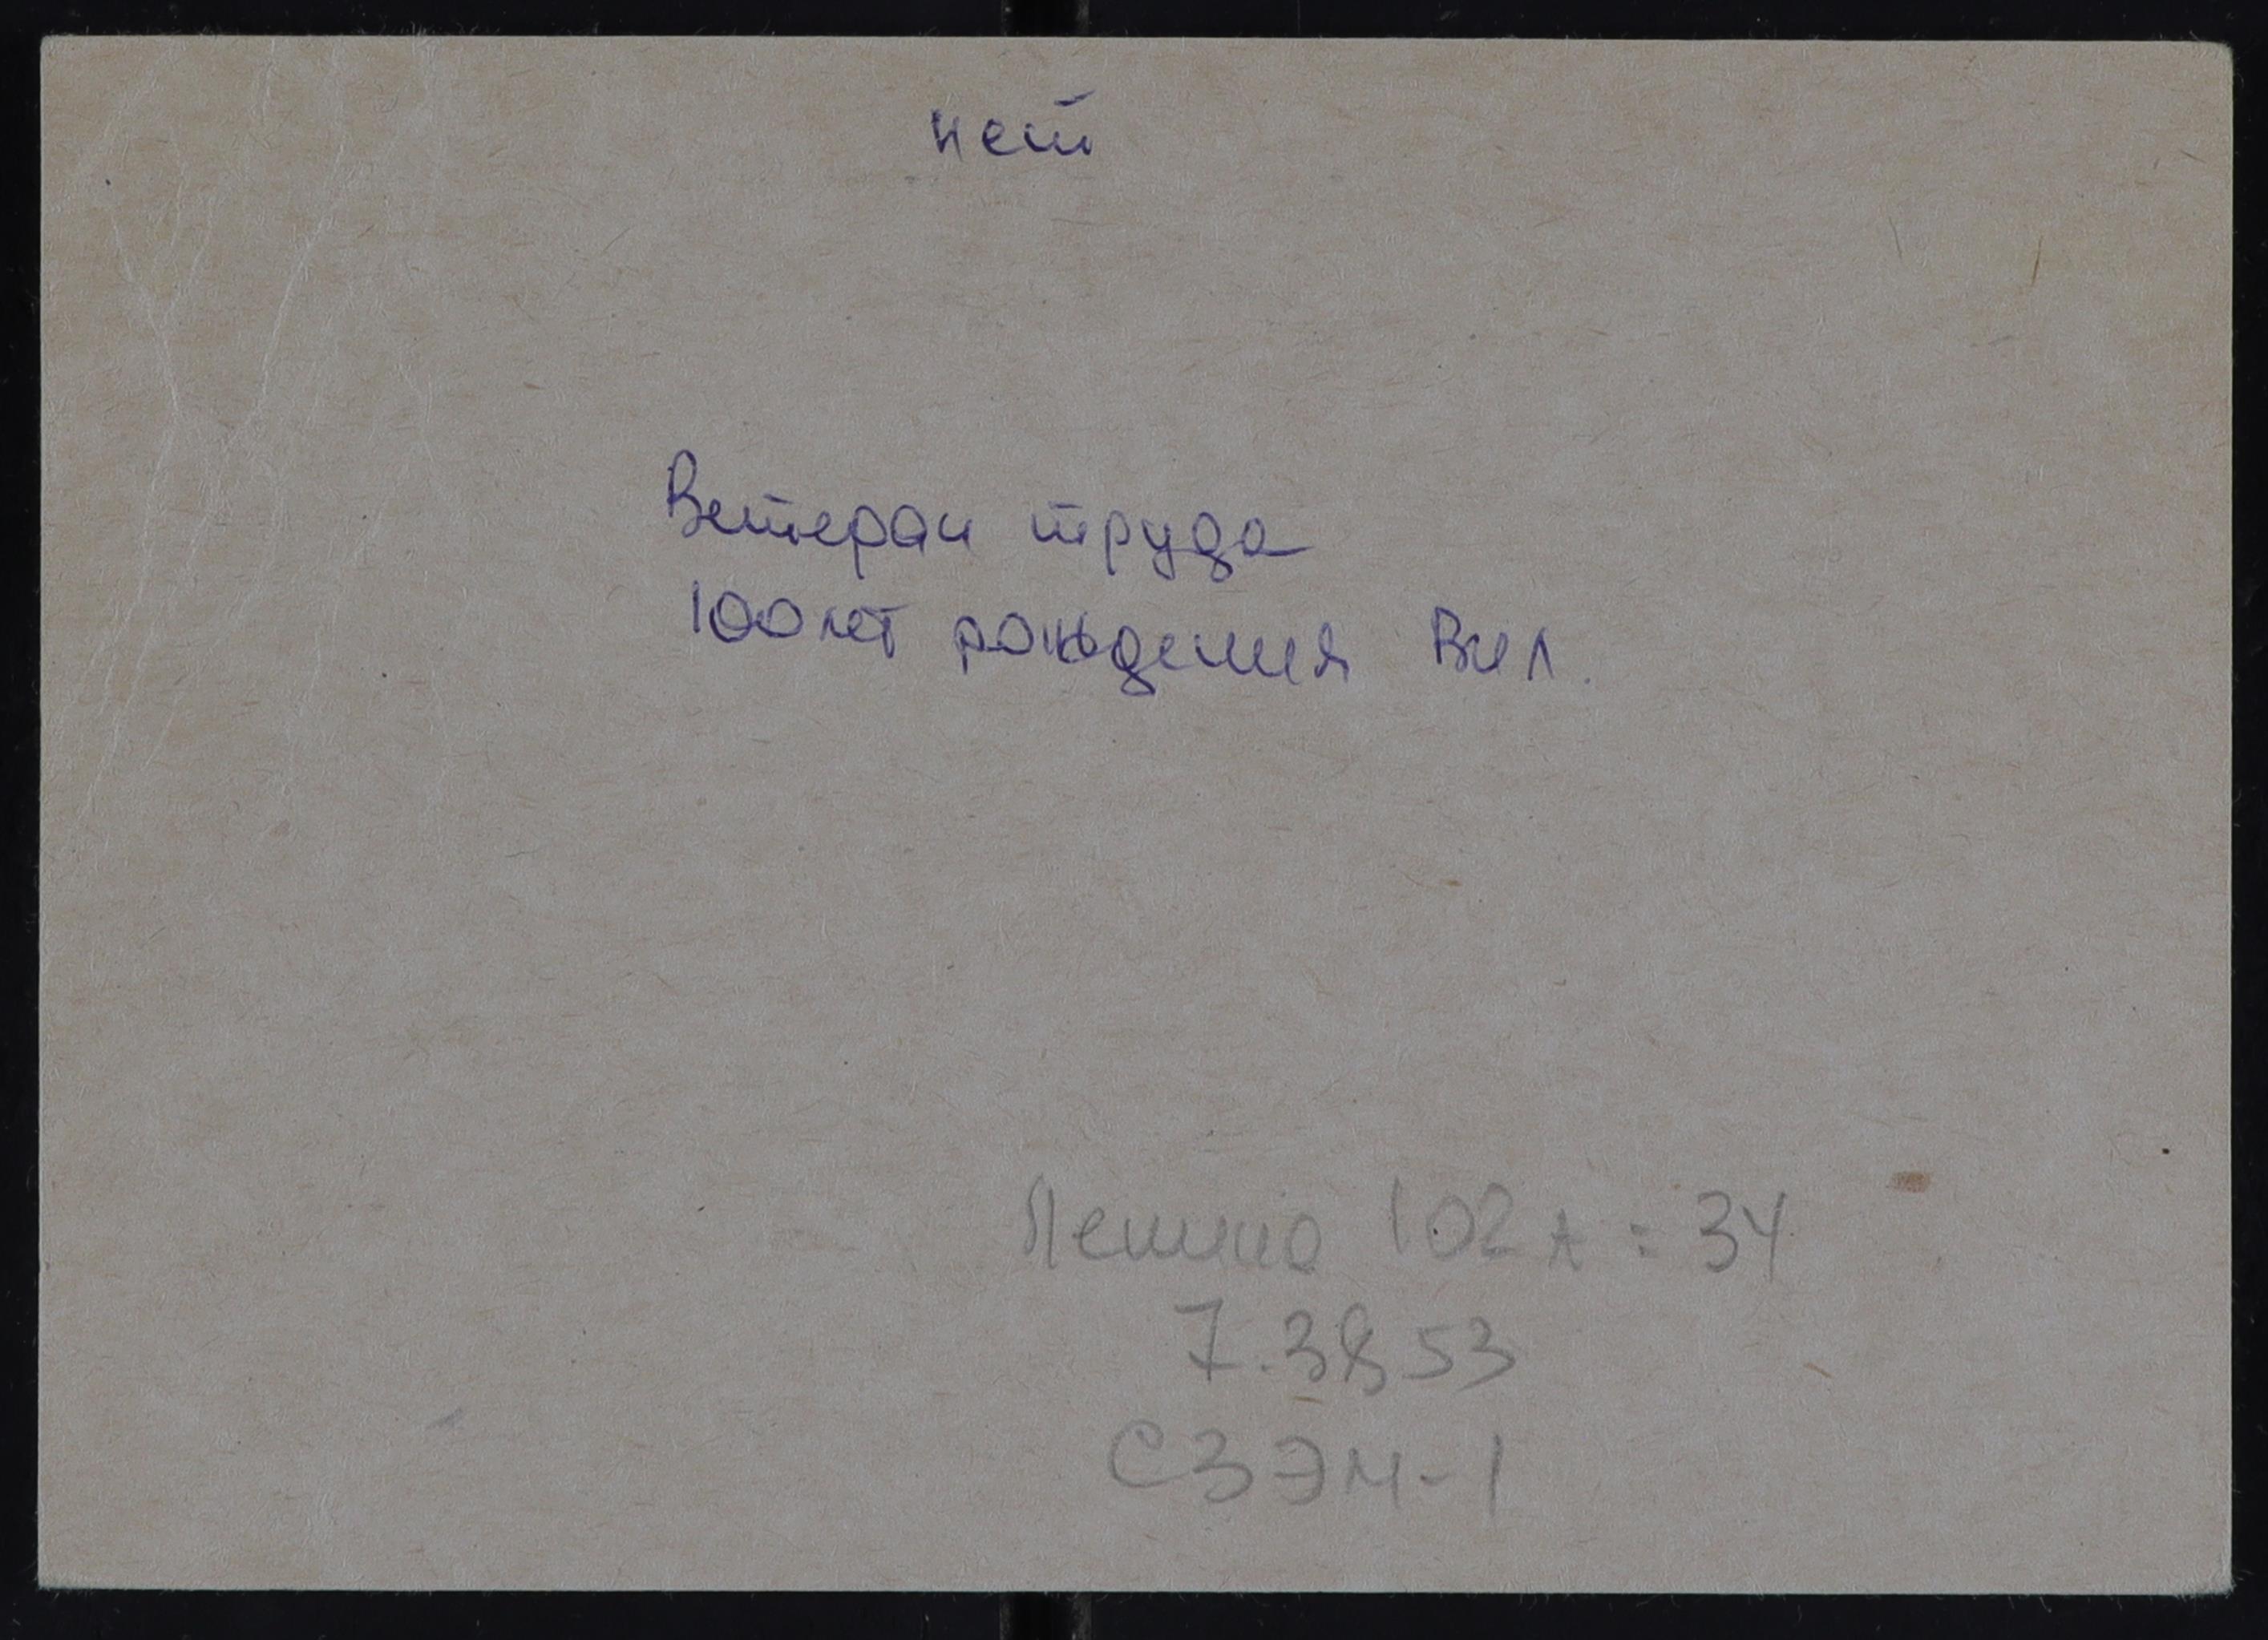 нет
Ветеран труда
100 лет рождения Вил.
Ленина 102 А = 34
7.38 53
СЗЭМ-1